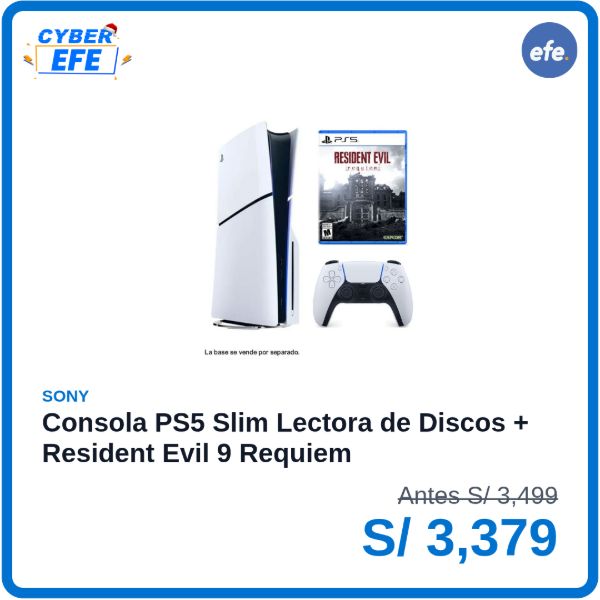 CYBER
EFE
efe.
PS5
RESIDENT EVIL
requiem
M
CAPCOM
La base se vende por separado.
SONY
Consola PS5 Slim Lectora de Discos +
Resident Evil 9 Requiem
Antes S/ 3,499
S/ 3,379